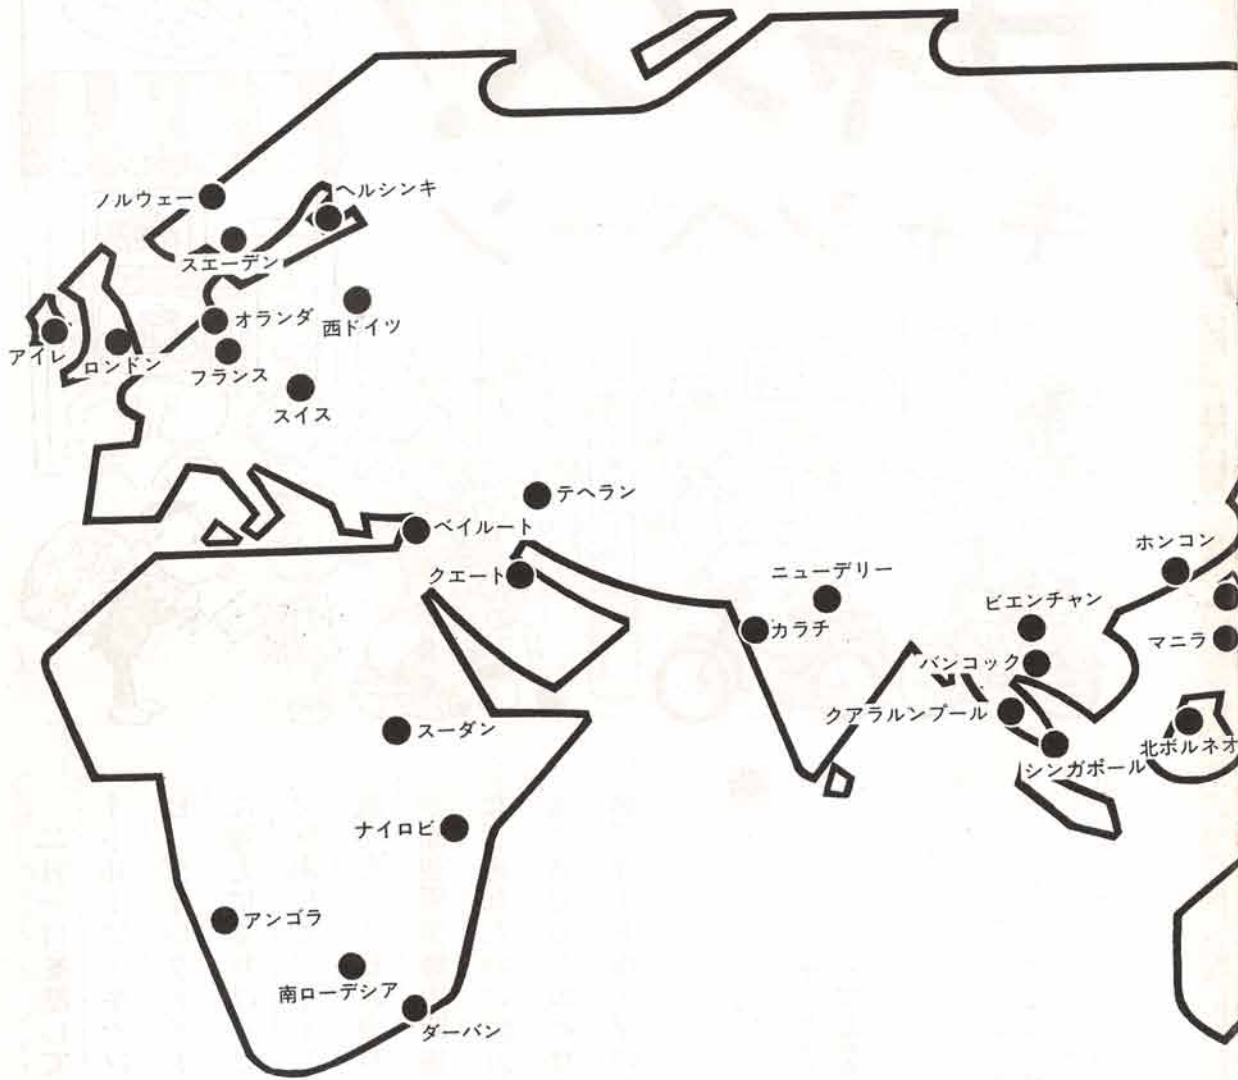 ノルウェー
ヘルシンキ
スエーデン
オランダ
西ドイツ
アイレ
ロンドン
フランス
スイス
テヘラン
ベイルート
クエート
ニューデリー
カラチ
ホンコン
ビエンチャン
マニラ
バンコック
クアラルンプール
シンガポール
北ボルネオ
スーダン
ナイロビ
アンゴラ
南ローデシア
ダーバン